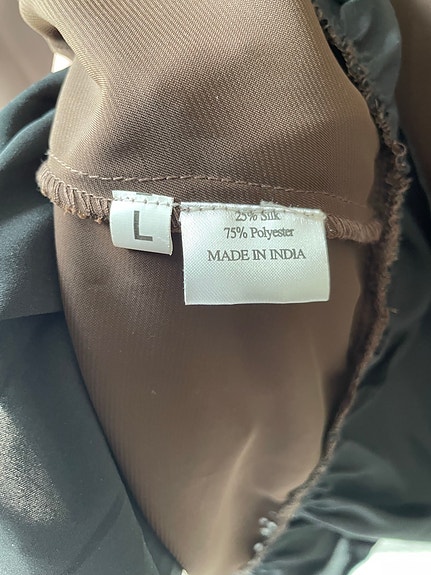 L
25% Silk
75% Polyester
MADE IN INDIA